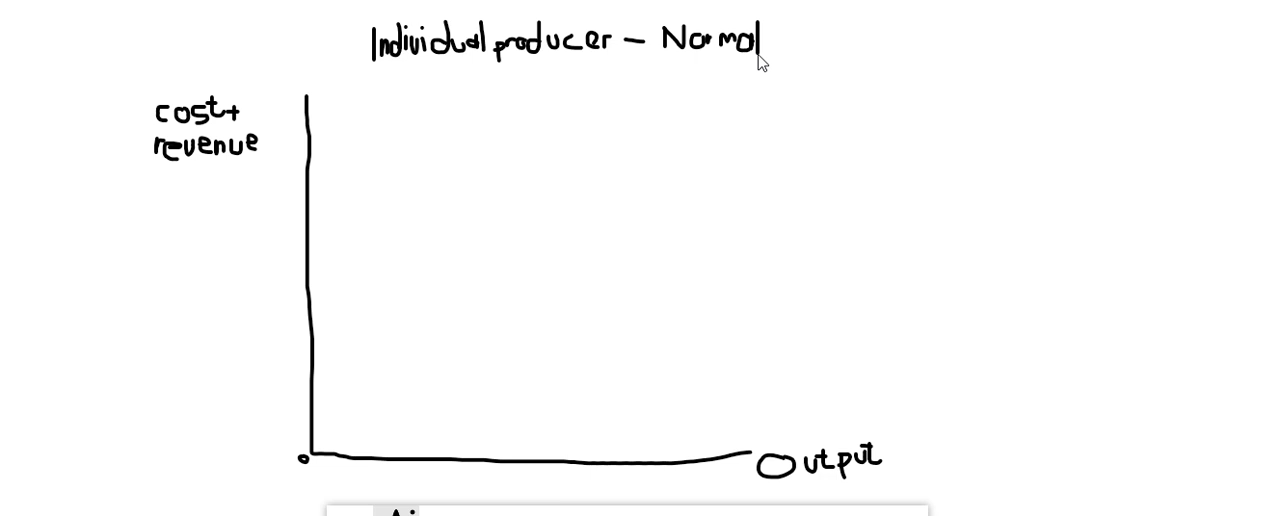 Individual producer - Normal
cost+
revenue
0
Output